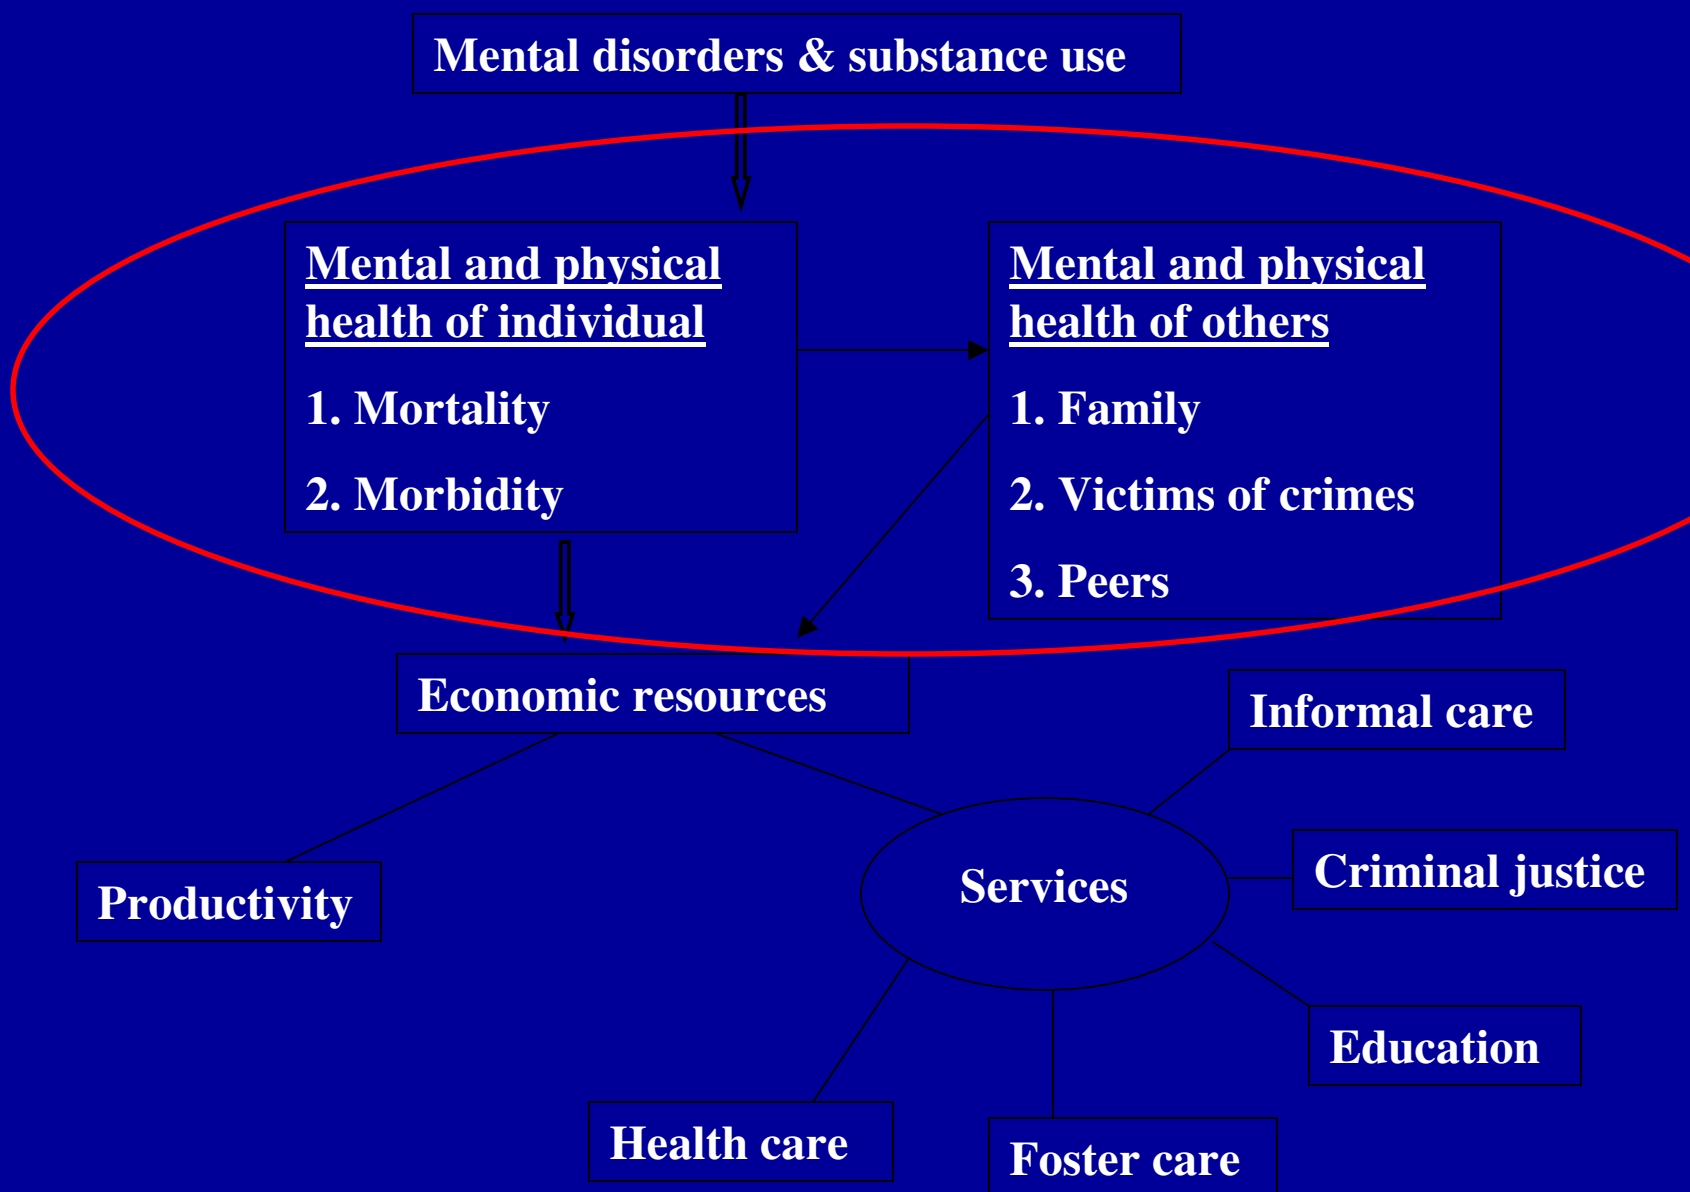 Mental disorders & substance use
Mental and physical
health of individual
1. Mortality
2. Morbidity
Mental and physical
health of others
1. Family
2. Victims of crimes
3. Peers
Economic resources
Informal care
Productivity
Services
Criminal justice
Education
Health care
Foster care